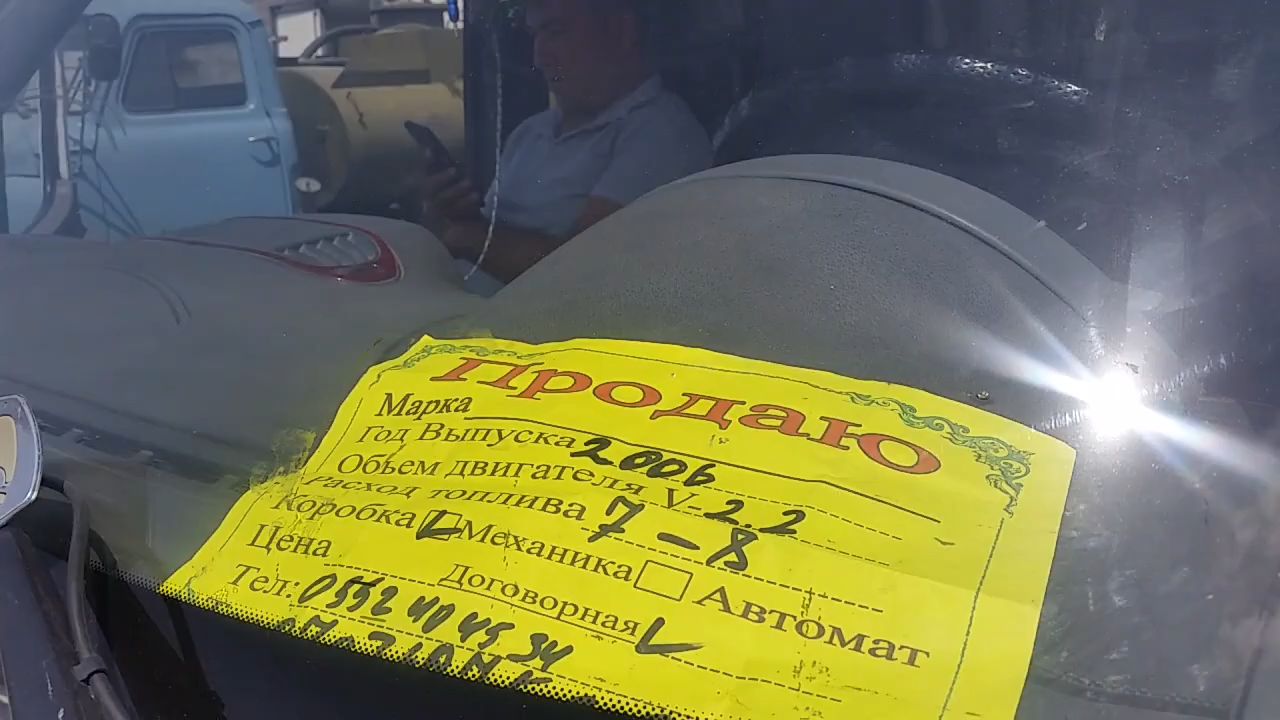 Продаю
Марка
Год Выпуска 2006
Объем двигателя V-2.2
Расход топлива 7-8
Коробка Механика Автомат
Цена Договорная
Тел: 0552 40 45 34